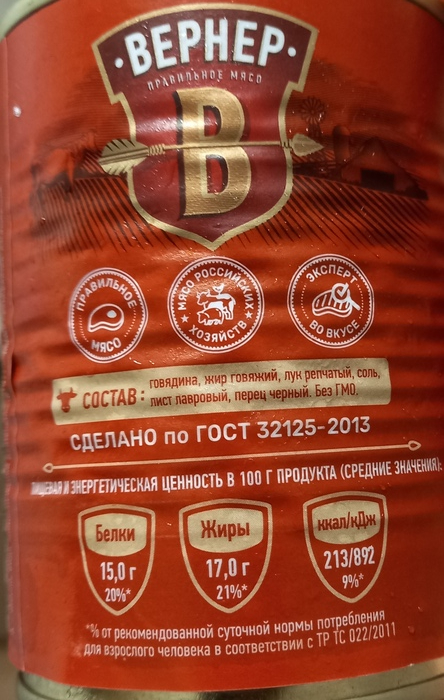 ·ВЕРНЕР·
ПРАВИЛЬНОЕ МЯСО
В
ПРАВИЛЬНОЕ
МЯСО
МЯСО РОССИЙСКИХ
ХОЗЯЙСТВ
ЭКСПЕРТ
ВО ВКУСЕ
СОСТАВ: говядина, жир говяжий, лук репчатый, соль,
лист лавровый, перец черный. Без ГМО.
СДЕЛАНО по ГОСТ 32125-2013
ПИЩЕВАЯ И ЭНЕРГЕТИЧЕСКАЯ ЦЕННОСТЬ В 100 Г ПРОДУКТА (СРЕДНИЕ ЗНАЧЕНИЯ):
Белки
15,0 г
20%*
Жиры
17,0 г
21%*
ккал/кДж
213/892
9%*
*% от рекомендованной суточной нормы потребления
для взрослого человека в соответствии с ТР ТС 022/2011